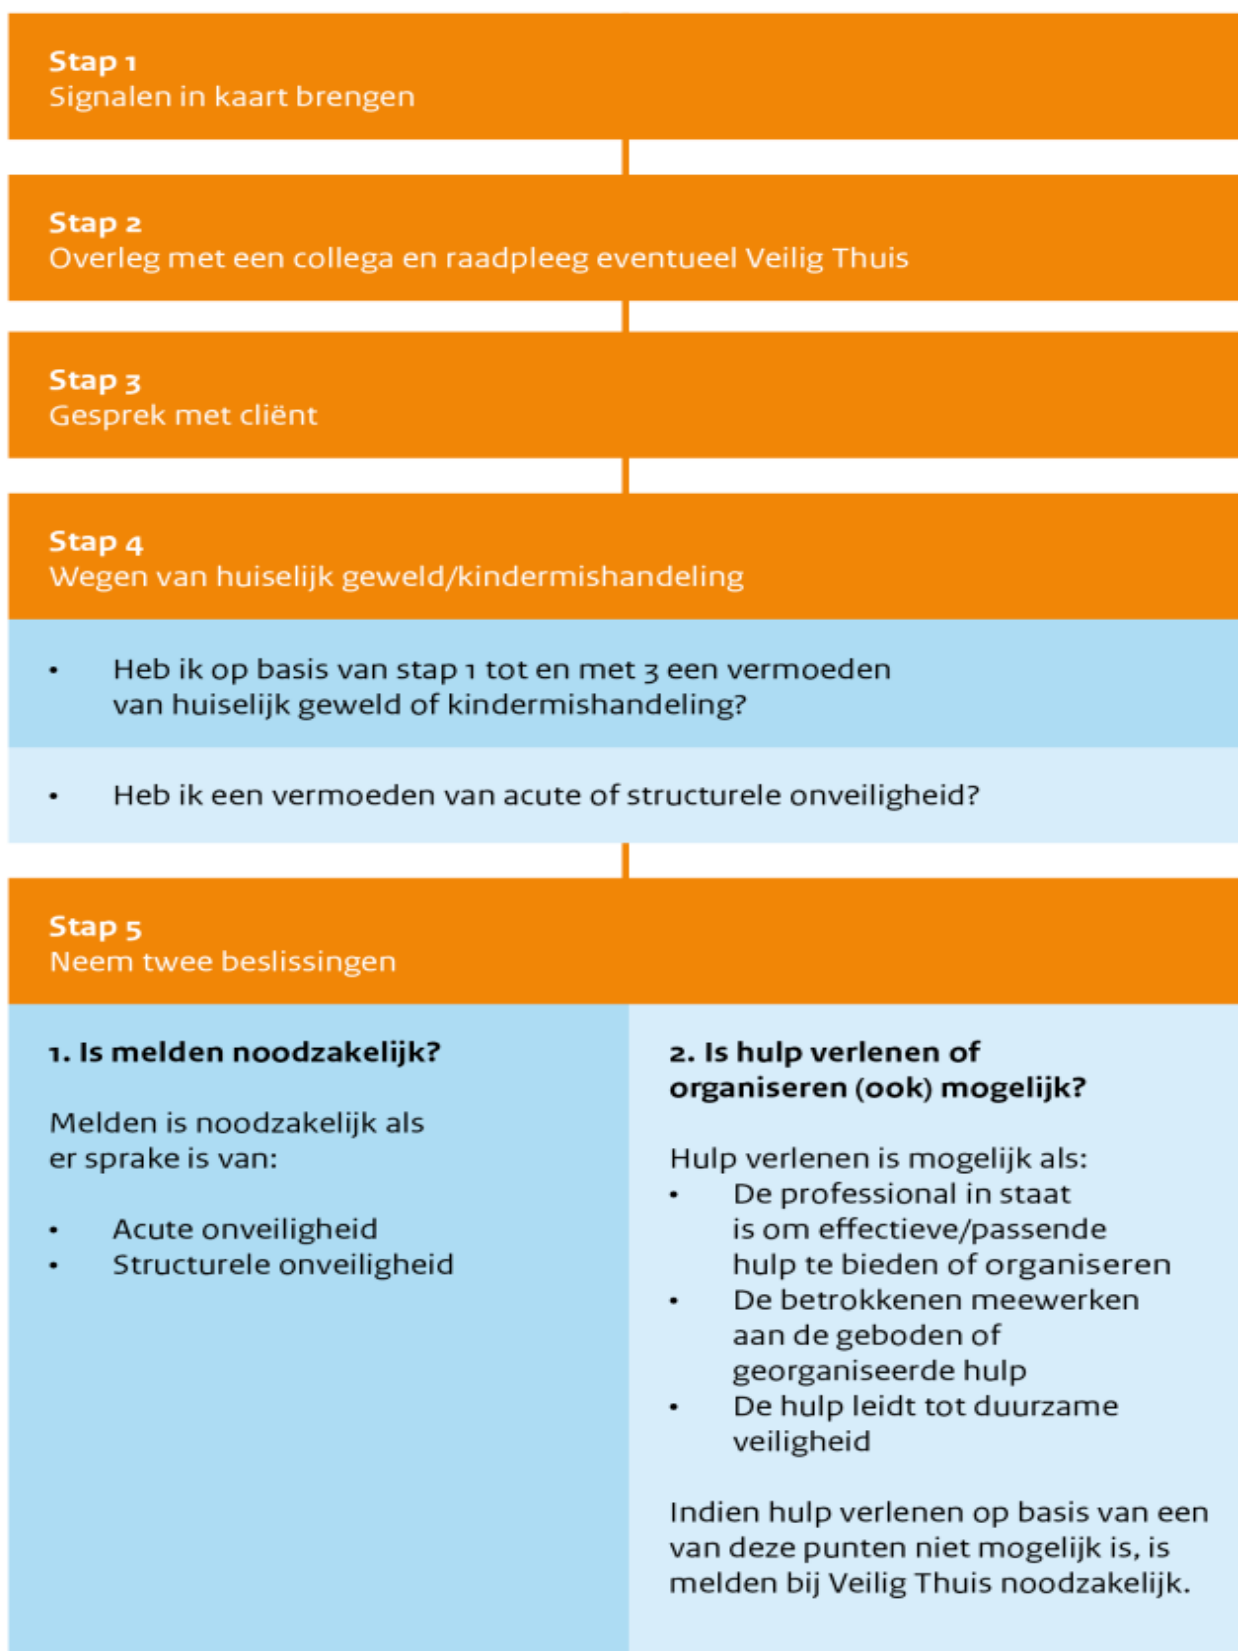 Stap 1
Signalen in kaart brengen
Stap 2
Overleg met een collega en raadpleeg eventueel Veilig Thuis
Stap 3
Gesprek met cliënt
Stap 4
Wegen van huiselijk geweld/kindermishandeling
• Heb ik op basis van stap 1 tot en met 3 een vermoeden
van huiselijk geweld of kindermishandeling?
• Heb ik een vermoeden van acute of structurele onveiligheid?
Stap 5
Neem twee beslissingen
1. Is melden noodzakelijk?
Melden is noodzakelijk als
er sprake is van:
• Acute onveiligheid
• Structurele onveiligheid
2. Is hulp verlenen of
organiseren (ook) mogelijk?
Hulp verlenen is mogelijk als:
• De professional in staat
is om effectieve/passende
hulp te bieden of organiseren
• De betrokkenen meewerken
aan de geboden of
georganiseerde hulp
• De hulp leidt tot duurzame
veiligheid
Indien hulp verlenen op basis van een
van deze punten niet mogelijk is, is
melden bij Veilig Thuis noodzakelijk.